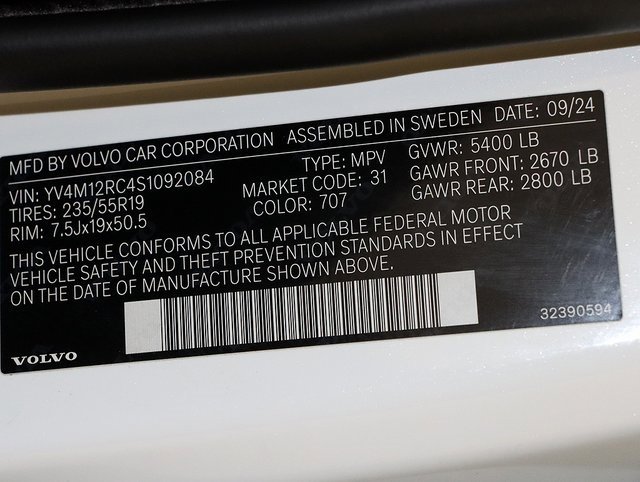 MFD BY VOLVO CAR CORPORATION ASSEMBLED IN SWEDEN DATE: 09/24
VIN: YV4M12RC4S1092084 TYPE: MPV GVWR: 5400 LB
TIRES: 235/55R19 MARKET CODE: 31 GAWR FRONT: 2670 LB
RIM: 7.5Jx19x50.5 COLOR: 707 GAWR REAR: 2800 LB
THIS VEHICLE CONFORMS TO ALL APPLICABLE FEDERAL MOTOR
VEHICLE SAFETY AND THEFT PREVENTION STANDARDS IN EFFECT
ON THE DATE OF MANUFACTURE SHOWN ABOVE.
VOLVO 32390594